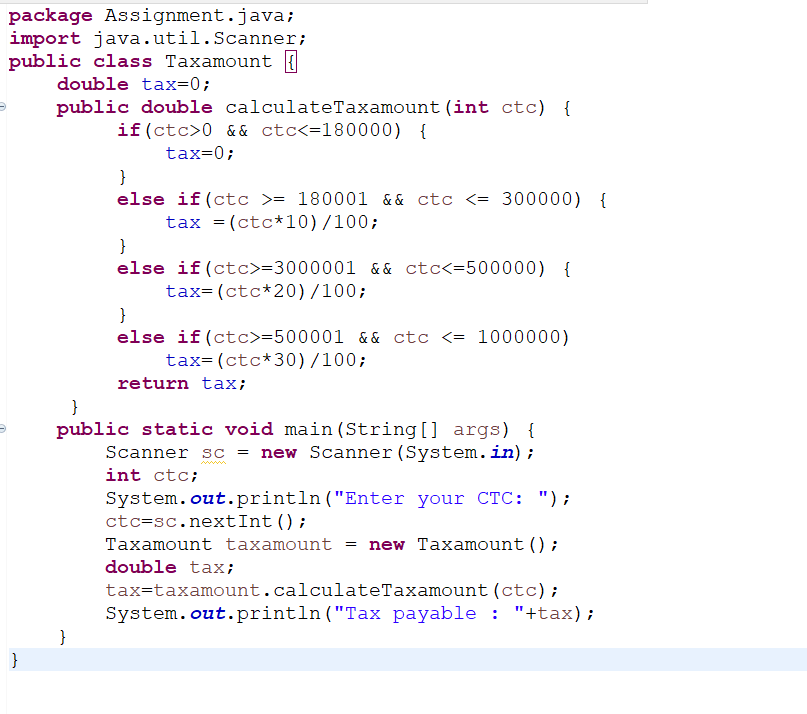 package Assignment.java;
import java.util.Scanner;
public class Taxamount {
    double tax=0;
    public double calculateTaxamount(int ctc) {
         if(ctc>0 && ctc<=180000) {
             tax=0;
         }
         else if(ctc >= 180001 && ctc <= 300000) {
             tax =(ctc*10)/100;
         }
         else if(ctc>=3000001 && ctc<=500000) {
             tax=(ctc*20)/100;
         }
         else if(ctc>=500001 && ctc <= 1000000)
             tax=(ctc*30)/100;
         return tax;
     }
    public static void main(String[] args) {
        Scanner sc = new Scanner(System.in);
        int ctc;
        System.out.println("Enter your CTC: ");
        ctc=sc.nextInt();
        Taxamount taxamount = new Taxamount();
        double tax;
        tax=taxamount.calculateTaxamount(ctc);
        System.out.println("Tax payable : "+tax);
    }
}